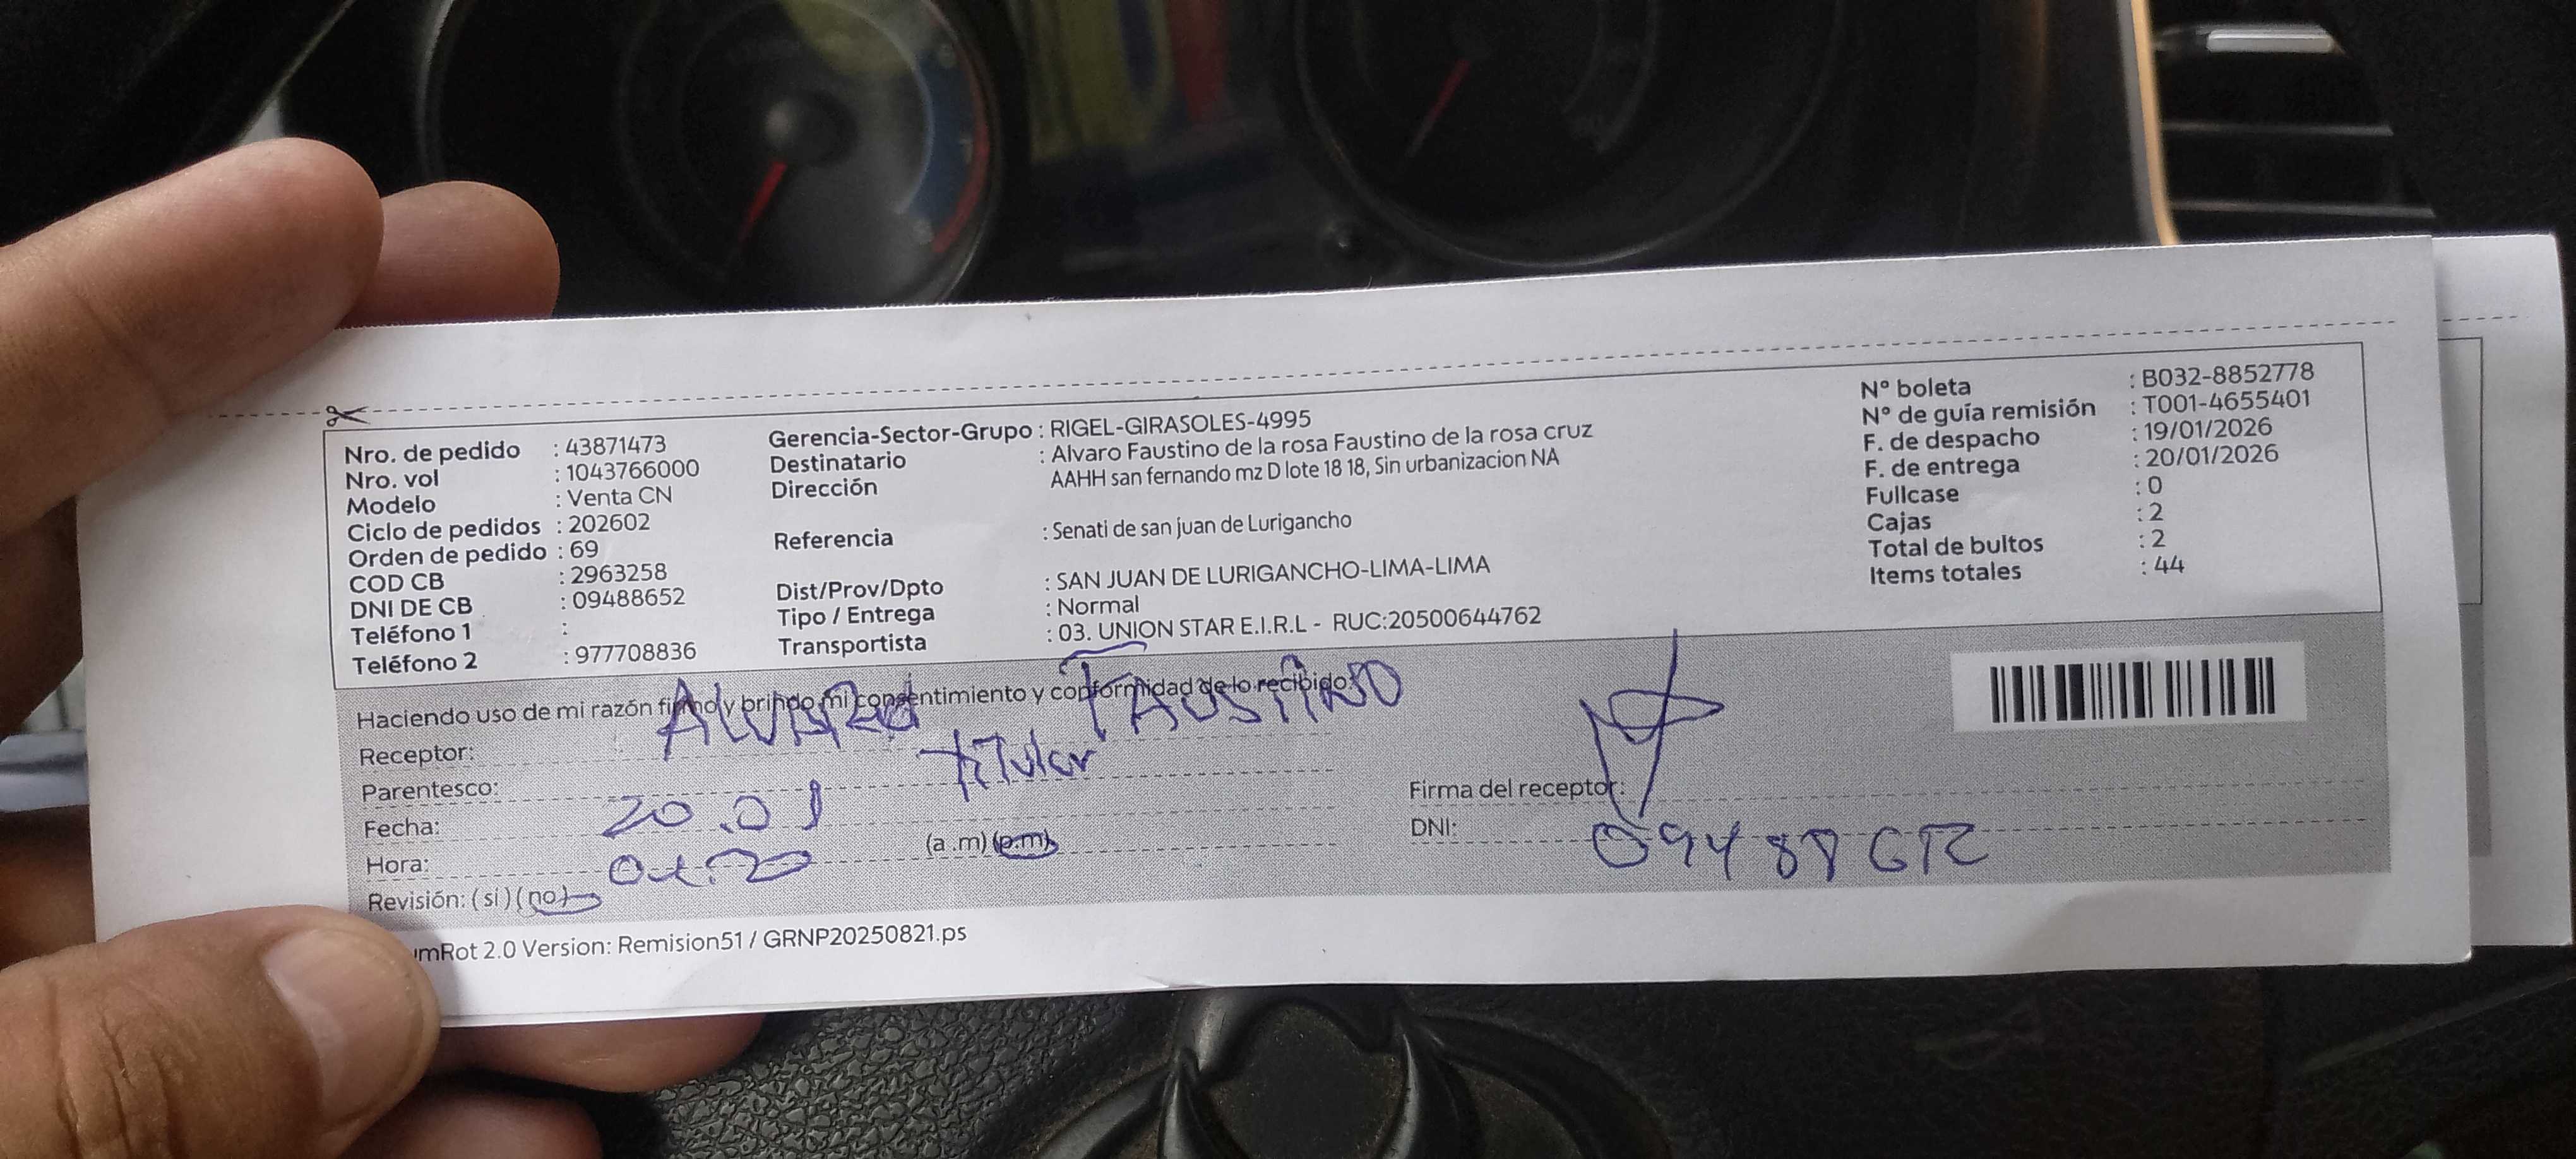 Nro. de pedido : 43871473
Nro. vol : 1043766000
Modelo : Venta CN
Ciclo de pedidos : 202602
Orden de pedido : 69
COD CB : 2963258
DNI DE CB : 09488652
Teléfono 1 :
Teléfono 2 : 977708836
Gerencia-Sector-Grupo : RIGEL-GIRASOLES-4995
Destinatario : Alvaro Faustino de la rosa Faustino de la rosa cruz
Dirección AAHH san fernando mz D lote 18 18, Sin urbanizacion NA
Referencia : Senati de san juan de Lurigancho
Dist/Prov/Dpto : SAN JUAN DE LURIGANCHO-LIMA-LIMA
Tipo / Entrega : Normal
Transportista : 03. UNION STAR E.I.R.L - RUC:20500644762
Nº boleta : B032-8852778
Nº de guía remisión : T001-4655401
F. de despacho : 19/01/2026
F. de entrega : 20/01/2026
Fullcase : 0
Cajas : 2
Total de bultos : 2
Items totales : 44
Haciendo uso de mi razón firmo y brindo mi consentimiento y conformidad de lo recibido:
Receptor: Alvaro Faustino
Parentesco: titular
Fecha: 20.01
Hora: (a .m) (p.m)
Revisión: ( si ) ( no )
Firma del receptor:
DNI: 09488652
mRot 2.0 Version: Remision51 / GRNP20250821.ps